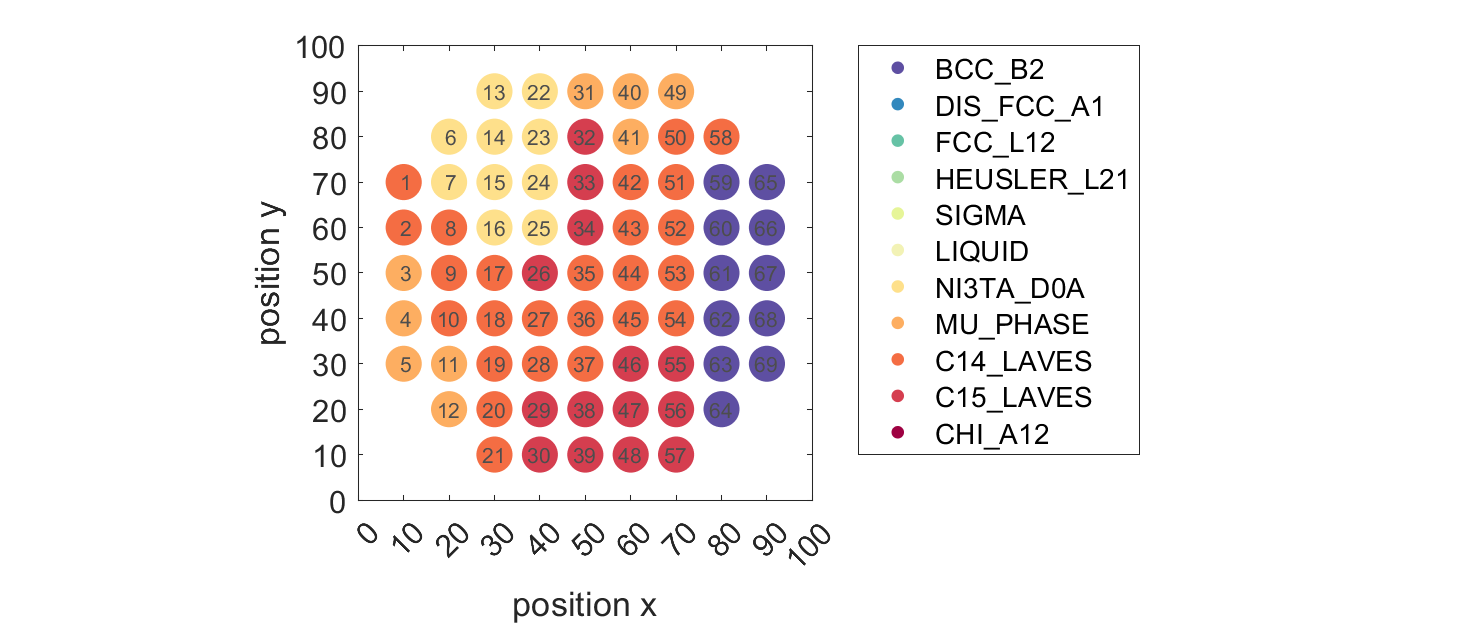 100
90
80
70
60
50
40
30
20
10
0
position y
13 22 31 40 49
6 14 23 32 41 50 58
1 7 15 24 33 42 51 59 65
2 8 16 25 34 43 52 60 66
3 9 17 26 35 44 53 61 67
4 10 18 27 36 45 54 62 68
5 11 19 28 37 46 55 63 69
12 20 29 38 47 56 64
21 30 39 48 57
0 10 20 30 40 50 60 70 80 90 100
position x
BCC_B2
DIS_FCC_A1
FCC_L12
HEUSLER_L21
SIGMA
LIQUID
NI3TA_D0A
MU_PHASE
C14_LAVES
C15_LAVES
CHI_A12